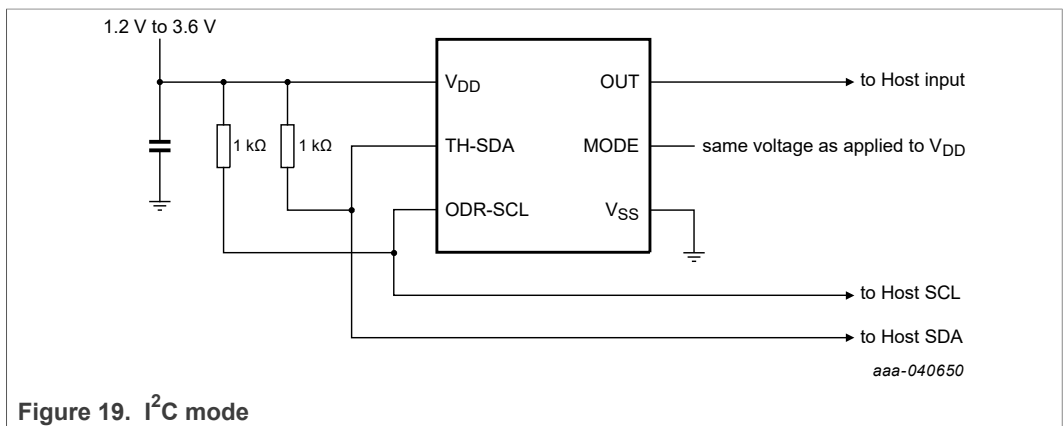 1.2 V to 3.6 V
VDD
OUT
to Host input
1 kΩ
1 kΩ
TH-SDA
MODE
same voltage as applied to VDD
ODR-SCL
VSS
to Host SCL
to Host SDA
aaa-040650
Figure 19. I2C mode